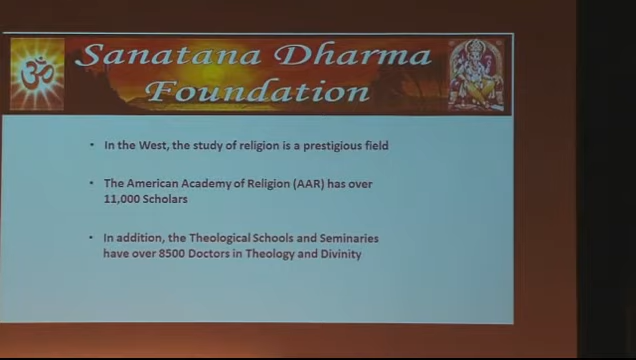 Sanatana Dharma
Foundation
ॐ
• In the West, the study of religion is a prestigious field
• The American Academy of Religion (AAR) has over
11,000 Scholars
• In addition, the Theological Schools and Seminaries
have over 8500 Doctors in Theology and Divinity